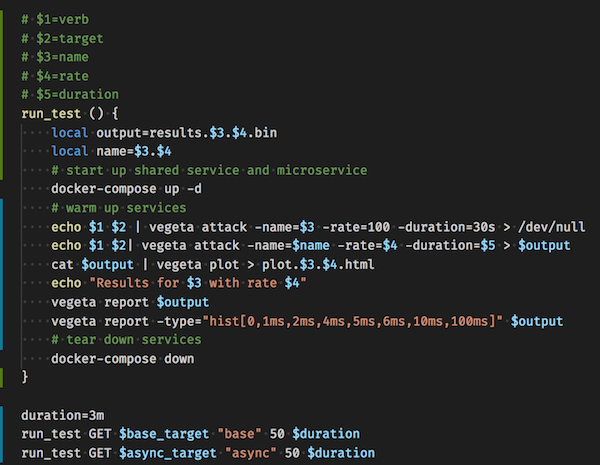 # $1=verb
# $2=target
# $3=name
# $4=rate
# $5=duration
run_test () {
    local output=results.$3.$4.bin
    local name=$3.$4
    # start up shared service and microservice
    docker-compose up -d
    # warm up services
    echo $1 $2 | vegeta attack -name=$3 -rate=100 -duration=30s > /dev/null
    echo $1 $2| vegeta attack -name=$name -rate=$4 -duration=$5 > $output
    cat $output | vegeta plot > plot.$3.$4.html
    echo "Results for $3 with rate $4"
    vegeta report $output
    vegeta report -type="hist[0,1ms,2ms,4ms,5ms,6ms,10ms,100ms]" $output
    # tear down services
    docker-compose down
}
duration=3m
run_test GET $base_target "base" 50 $duration
run_test GET $async_target "async" 50 $duration